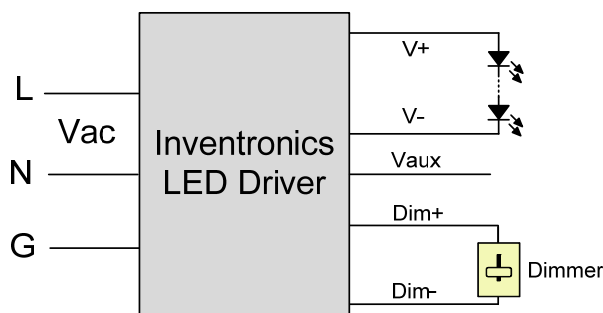 L
Vac
N
G
Inventronics
LED Driver
V+
V-
Vaux
Dim+
Dim-
Dimmer